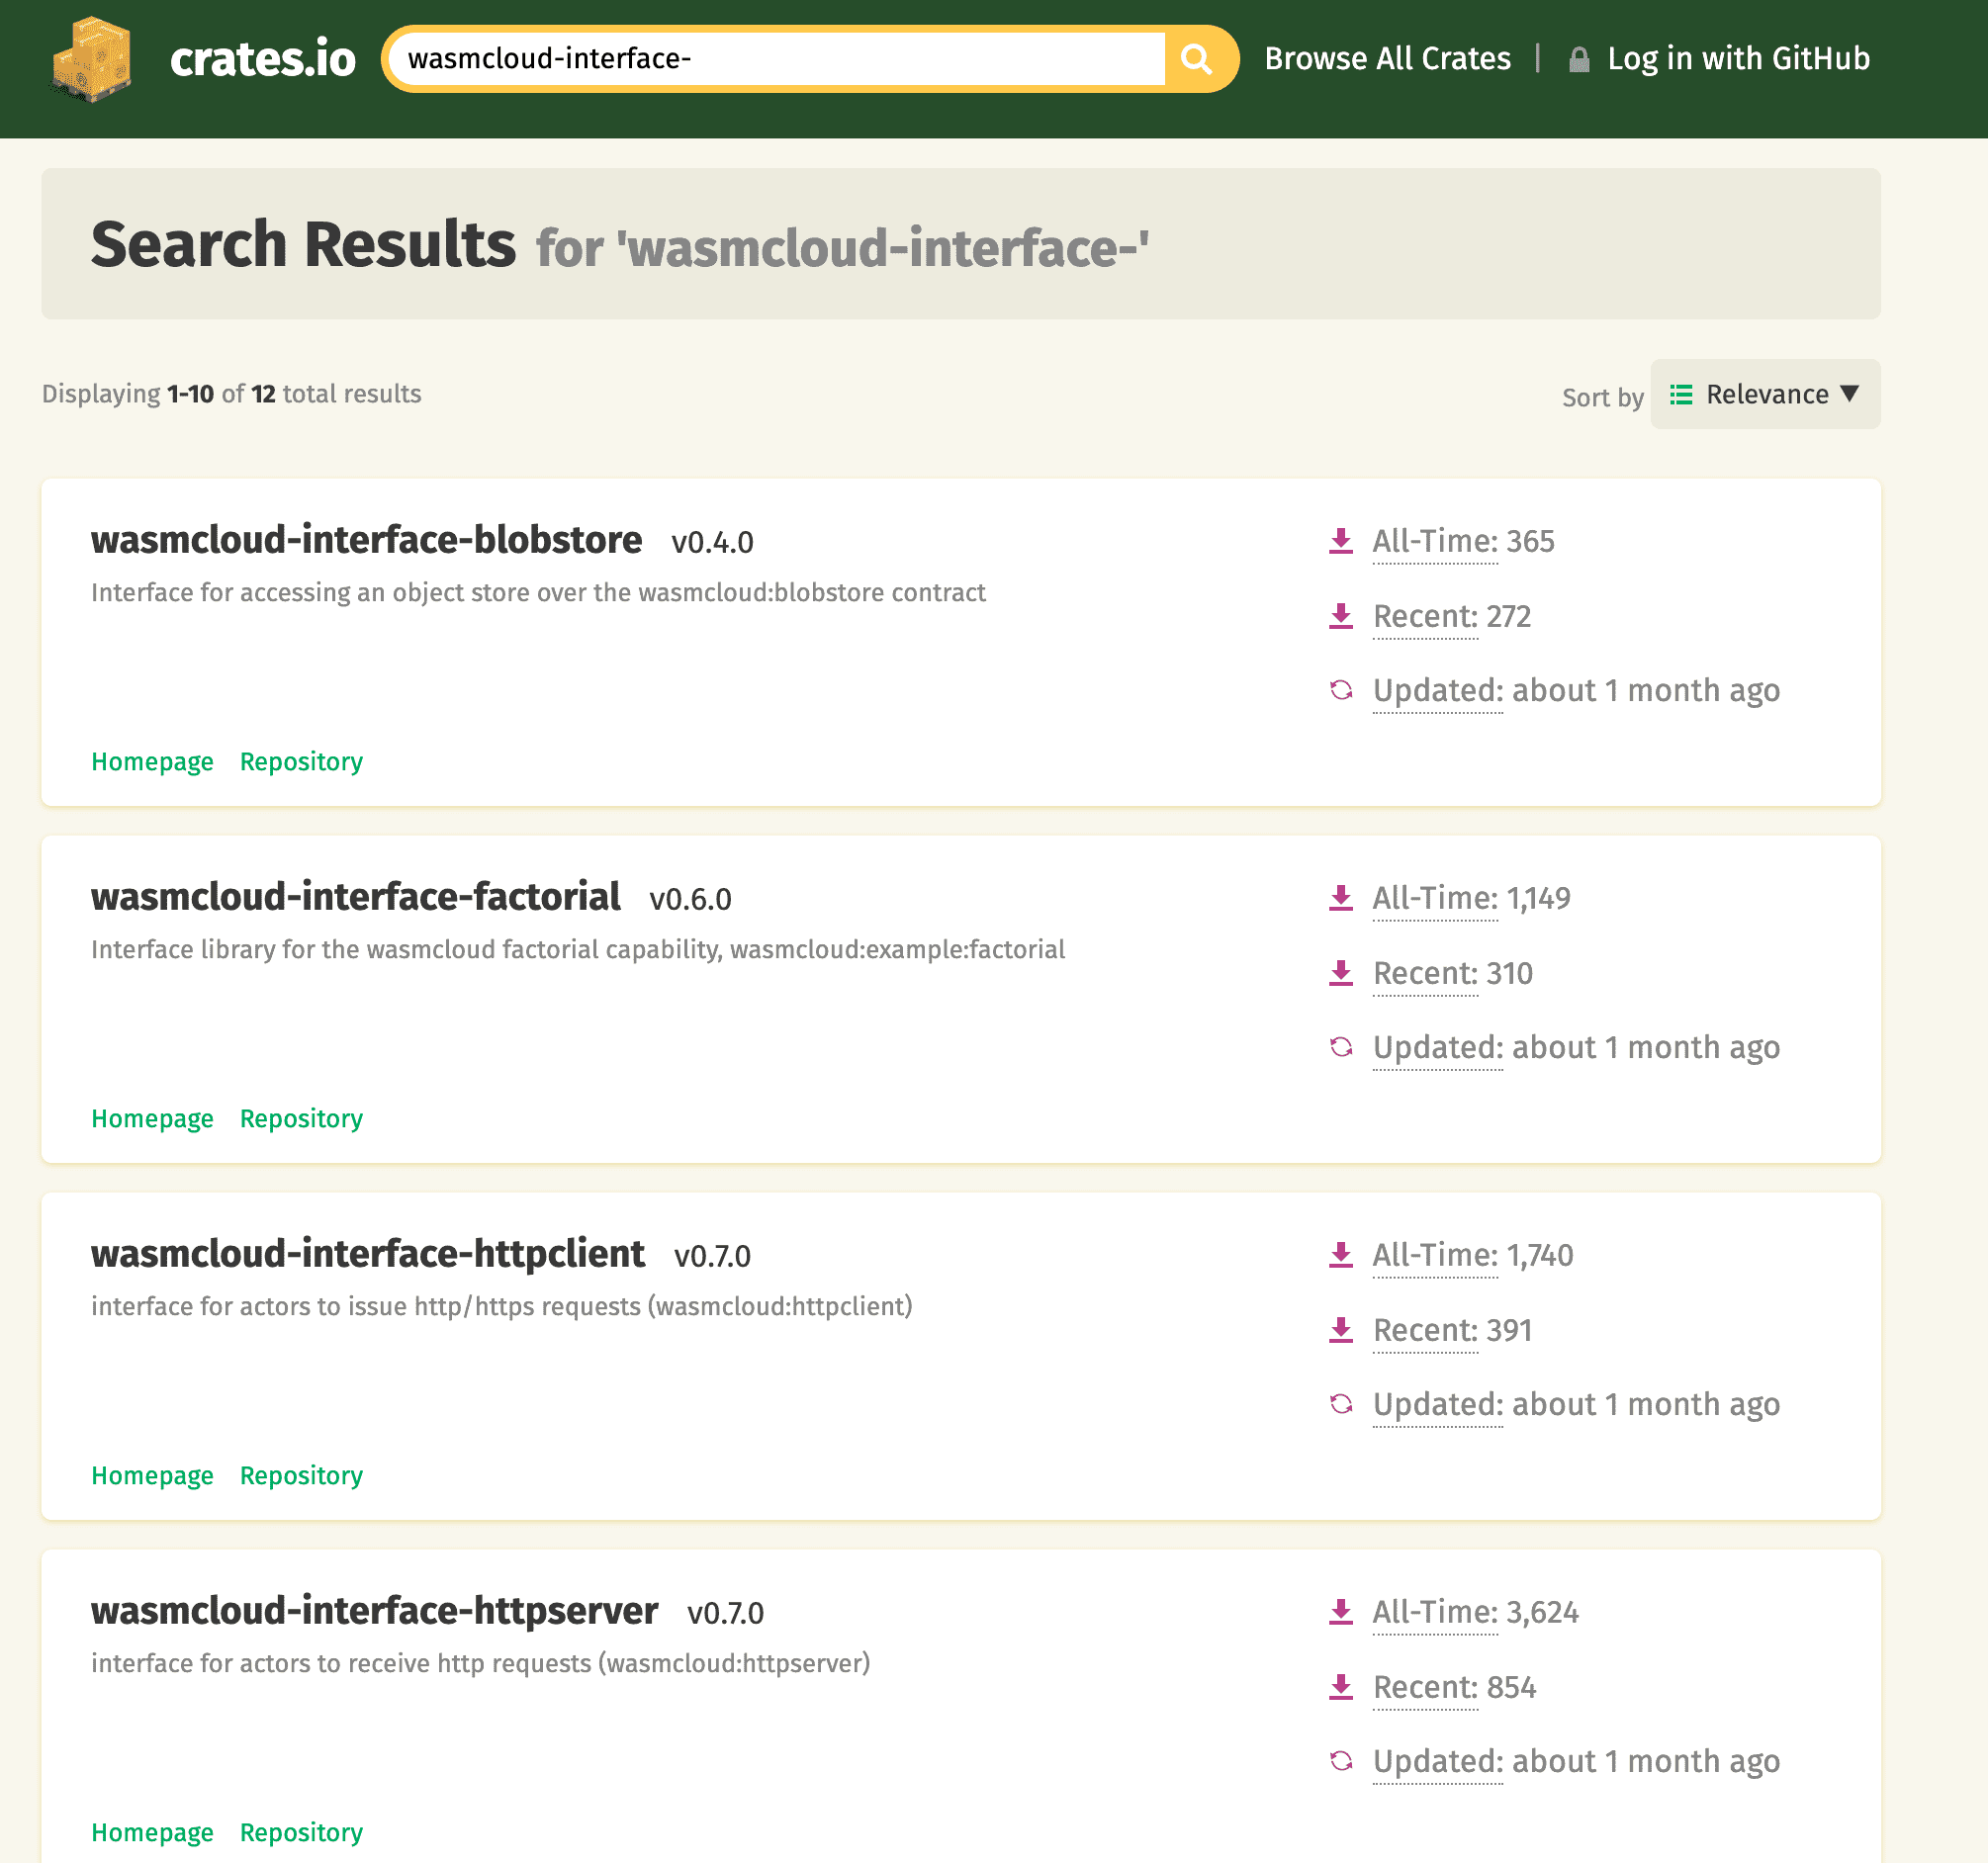 crates.io
wasmcloud-interface-
Browse All Crates | Log in with GitHub
Search Results for 'wasmcloud-interface-'
Displaying 1-10 of 12 total results
Sort by Relevance ▼
wasmcloud-interface-blobstore v0.4.0
Interface for accessing an object store over the wasmcloud:blobstore contract
All-Time: 365
Recent: 272
Updated: about 1 month ago
Homepage Repository
wasmcloud-interface-factorial v0.6.0
Interface library for the wasmcloud factorial capability, wasmcloud:example:factorial
All-Time: 1,149
Recent: 310
Updated: about 1 month ago
Homepage Repository
wasmcloud-interface-httpclient v0.7.0
interface for actors to issue http/https requests (wasmcloud:httpclient)
All-Time: 1,740
Recent: 391
Updated: about 1 month ago
Homepage Repository
wasmcloud-interface-httpserver v0.7.0
interface for actors to receive http requests (wasmcloud:httpserver)
All-Time: 3,624
Recent: 854
Updated: about 1 month ago
Homepage Repository